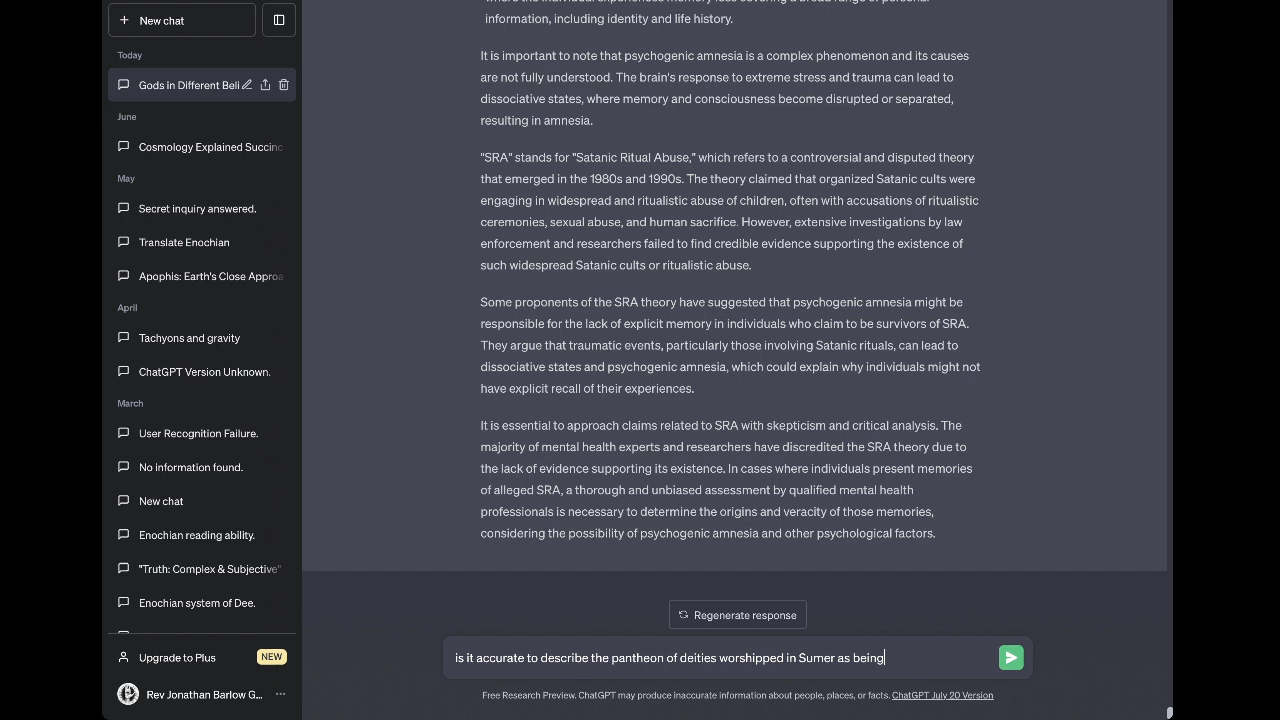 New chat
Today
Gods in Different Beli
June
Cosmology Explained Succinc
May
Secret inquiry answered.
Translate Enochian
Apophis: Earth's Close Approa
April
Tachyons and gravity
ChatGPT Version Unknown.
March
User Recognition Failure.
No information found.
New chat
Enochian reading ability.
"Truth: Complex & Subjective"
Enochian system of Dee.
Upgrade to Plus
NEW
Rev Jonathan Barlow G...
information, including identity and life history.
It is important to note that psychogenic amnesia is a complex phenomenon and its causes
are not fully understood. The brain's response to extreme stress and trauma can lead to
dissociative states, where memory and consciousness become disrupted or separated,
resulting in amnesia.
"SRA" stands for "Satanic Ritual Abuse," which refers to a controversial and disputed theory
that emerged in the 1980s and 1990s. The theory claimed that organized Satanic cults were
engaging in widespread and ritualistic abuse of children, often with accusations of ritualistic
ceremonies, sexual abuse, and human sacrifice. However, extensive investigations by law
enforcement and researchers failed to find credible evidence supporting the existence of
such widespread Satanic cults or ritualistic abuse.
Some proponents of the SRA theory have suggested that psychogenic amnesia might be
responsible for the lack of explicit memory in individuals who claim to be survivors of SRA.
They argue that traumatic events, particularly those involving Satanic rituals, can lead to
dissociative states and psychogenic amnesia, which could explain why individuals might not
have explicit recall of their experiences.
It is essential to approach claims related to SRA with skepticism and critical analysis. The
majority of mental health experts and researchers have discredited the SRA theory due to
the lack of evidence supporting its existence. In cases where individuals present memories
of alleged SRA, a thorough and unbiased assessment by qualified mental health
professionals is necessary to determine the origins and veracity of those memories,
considering the possibility of psychogenic amnesia and other psychological factors.
Regenerate response
is it accurate to describe the pantheon of deities worshipped in Sumer as being
Free Research Preview. ChatGPT may produce inaccurate information about people, places, or facts. ChatGPT July 20 Version